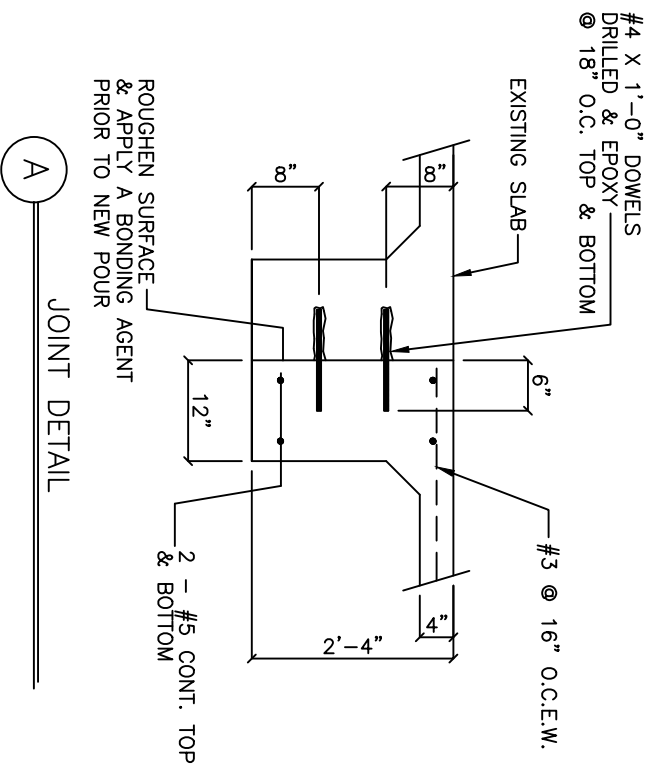 #4 X 1'-0" DOWELS
DRILLED & EPOXY
@ 18" O.C. TOP & BOTTOM
EXISTING SLAB
6"
#3 @ 16" O.C.E.W.
8"
8"
4"
2'-4"
12"
ROUGHEN SURFACE
& APPLY A BONDING AGENT
PRIOR TO NEW POUR
2 - #5 CONT. TOP
& BOTTOM
A
JOINT DETAIL